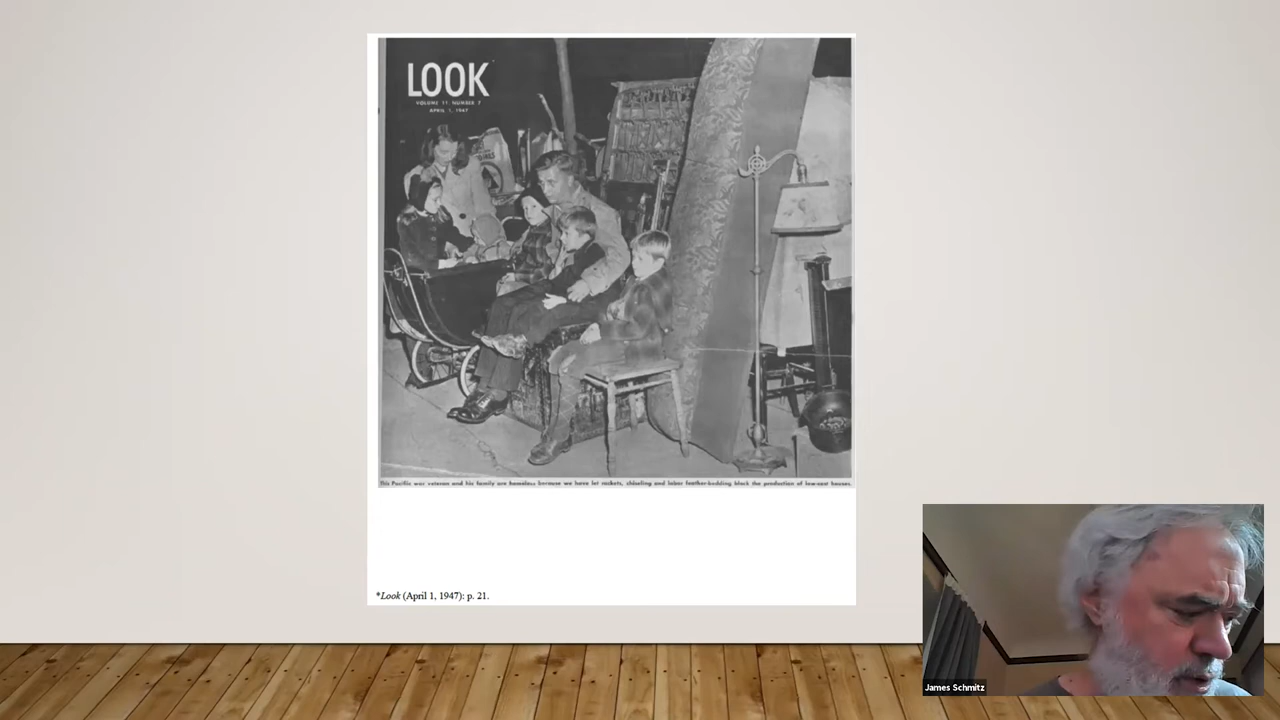 LOOK
VOLUME 11 NUMBER 7
APRIL 1, 1947
This Pacific war veteran and his family are homeless because we have let rackets, chiseling and labor feather-bedding block the production of low-cost houses.
*Look (April 1, 1947): p. 21.
James Schmitz